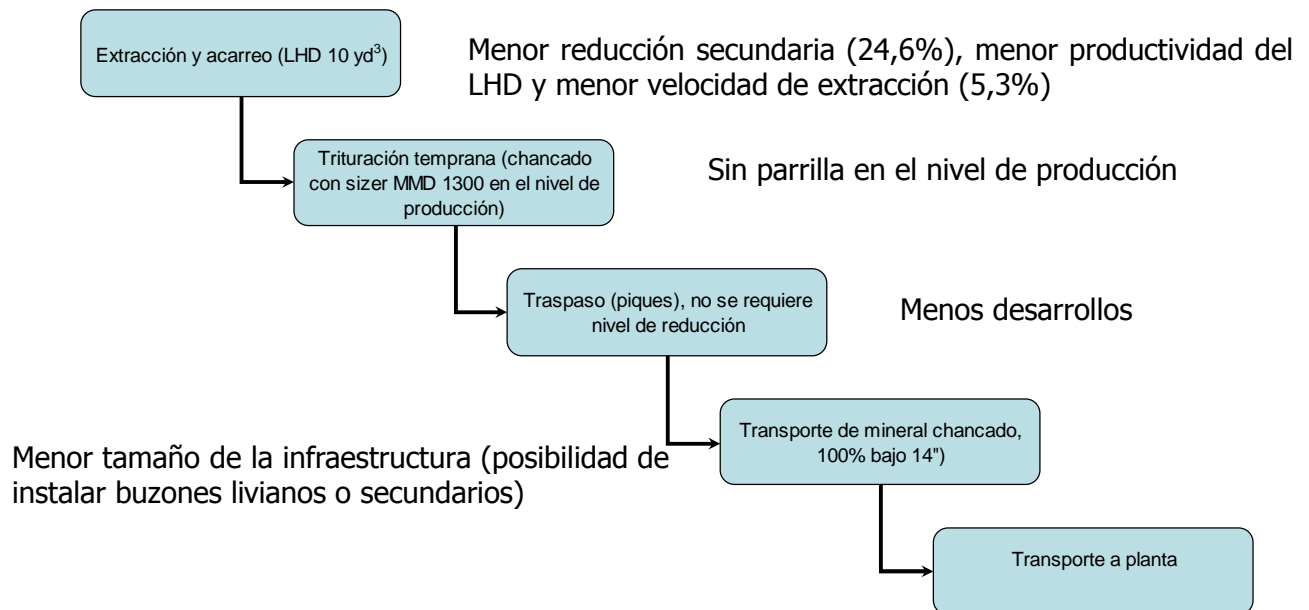 Extracción y acarreo (LHD 10 yd³)
Menor reducción secundaria (24,6%), menor productividad del
LHD y menor velocidad de extracción (5,3%)
Trituración temprana (chancado
con sizer MMD 1300 en el nivel de
producción)
Sin parrilla en el nivel de producción
Traspaso (piques), no se requiere
nivel de reducción
Menos desarrollos
Transporte de mineral chancado,
100% bajo 14")
Menor tamaño de la infraestructura (posibilidad de
instalar buzones livianos o secundarios)
Transporte a planta